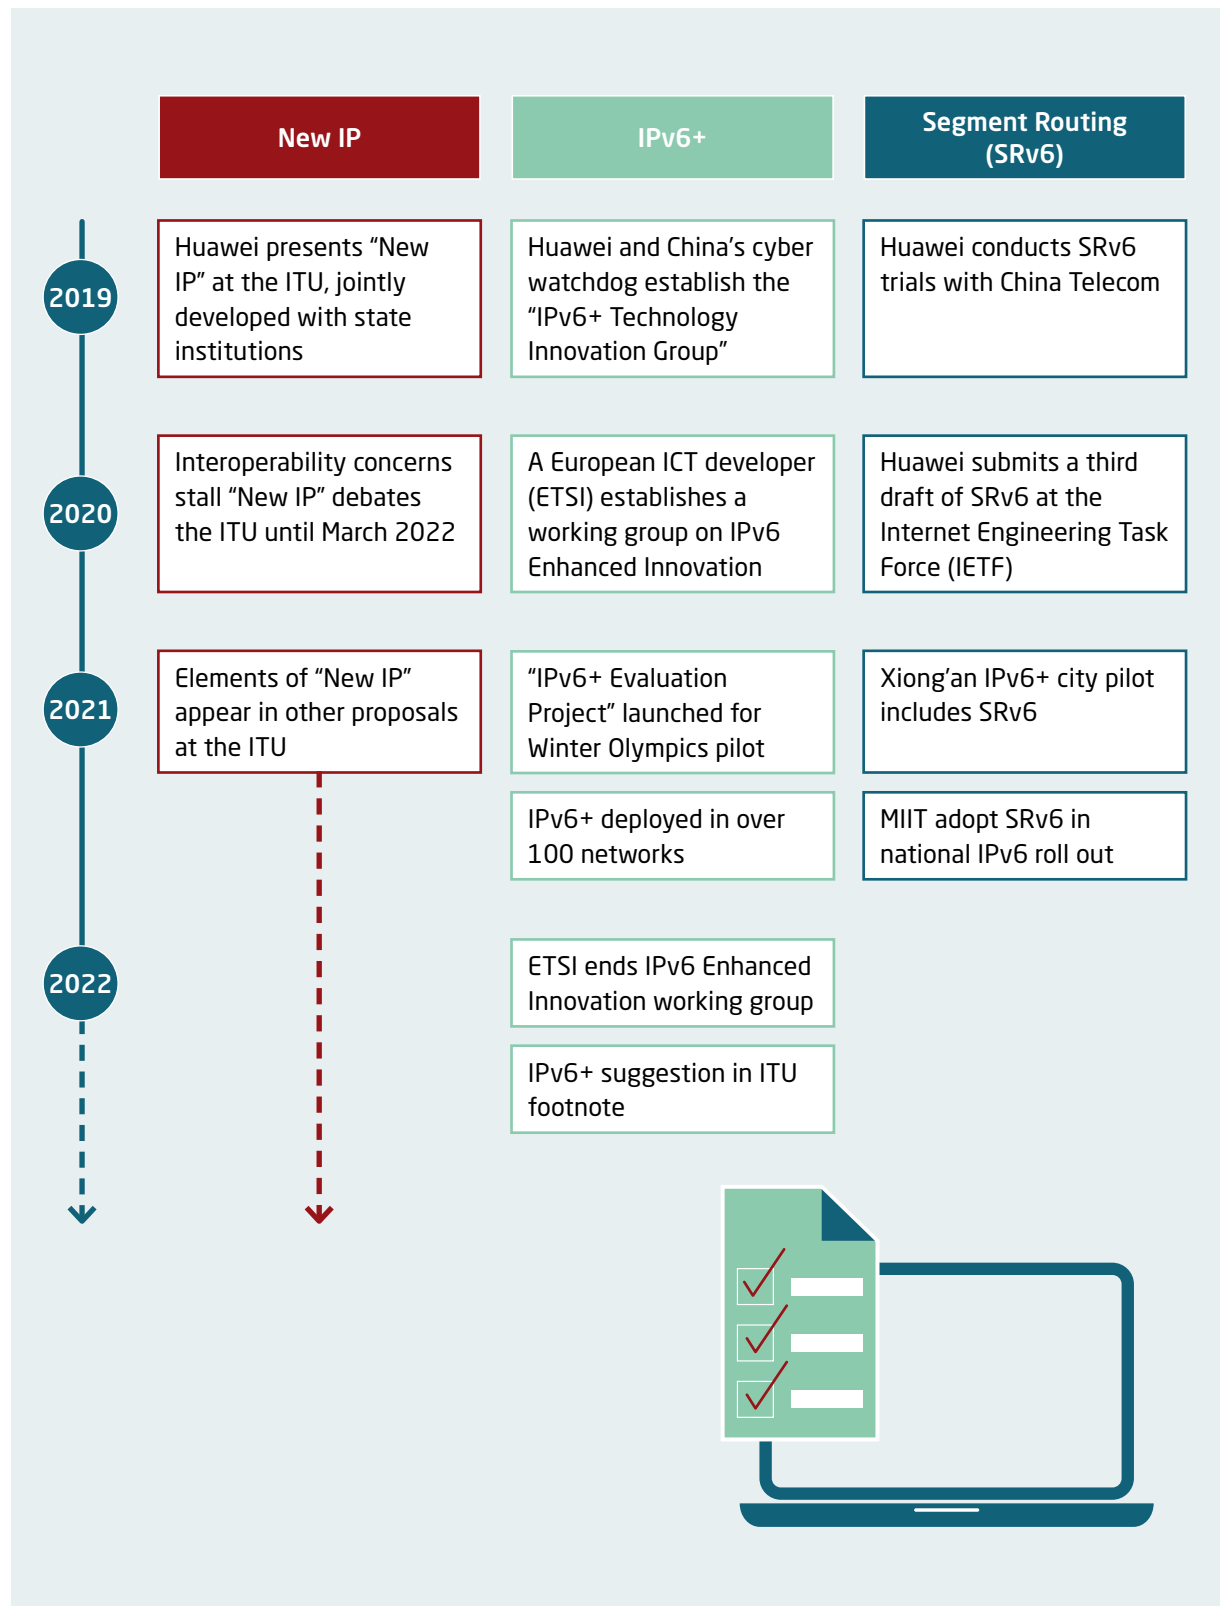 New IP
IPv6+
Segment Routing
(SRv6)
2019
Huawei presents “New
IP” at the ITU, jointly
developed with state
institutions
Huawei and China’s cyber
watchdog establish the
“IPv6+ Technology
Innovation Group”
Huawei conducts SRv6
trials with China Telecom
2020
Interoperability concerns
stall “New IP” debates
the ITU until March 2022
A European ICT developer
(ETSI) establishes a
working group on IPv6
Enhanced Innovation
Huawei submits a third
draft of SRv6 at the
Internet Engineering Task
Force (IETF)
2021
Elements of “New IP”
appear in other proposals
at the ITU
“IPv6+ Evaluation
Project” launched for
Winter Olympics pilot
Xiong’an IPv6+ city pilot
includes SRv6
IPv6+ deployed in over
100 networks
MIIT adopt SRv6 in
national IPv6 roll out
2022
ETSI ends IPv6 Enhanced
Innovation working group
IPv6+ suggestion in ITU
footnote